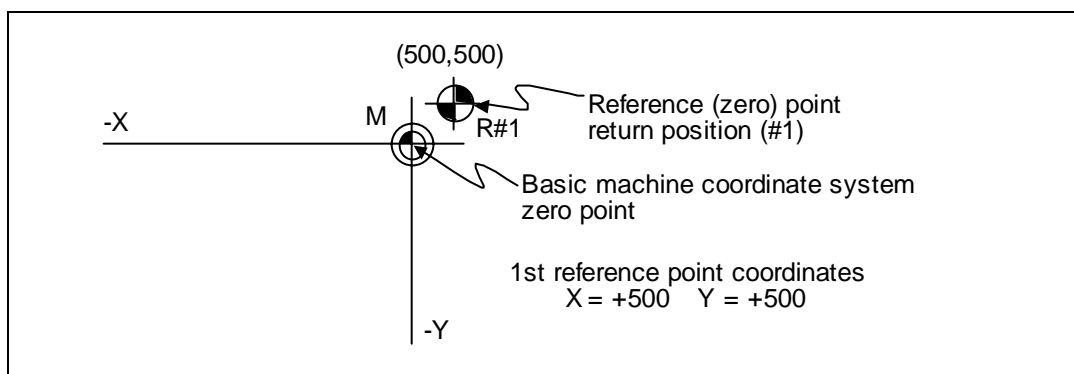 (500,500)
M
R#1
Reference (zero) point
return position (#1)
-X
Basic machine coordinate system
zero point
1st reference point coordinates
X = +500 Y = +500
-Y